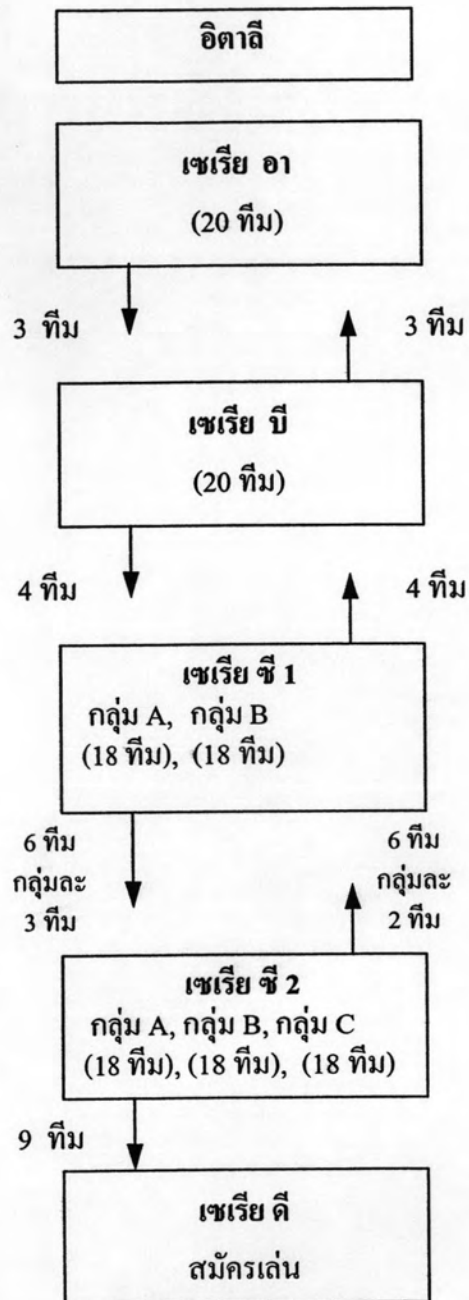 อิตาลี
เซเรีย อา
(20 ทีม)
3 ทีม 3 ทีม
เซเรีย บี
(20 ทีม)
4 ทีม 4 ทีม
เซเรีย ซี 1
กลุ่ม A, กลุ่ม B
(18 ทีม), (18 ทีม)
6 ทีม 6 ทีม
กลุ่มละ กลุ่มละ
3 ทีม 2 ทีม
เซเรีย ซี 2
กลุ่ม A, กลุ่ม B, กลุ่ม C
(18 ทีม), (18 ทีม), (18 ทีม)
9 ทีม
เซเรีย ดี
สมัครเล่น